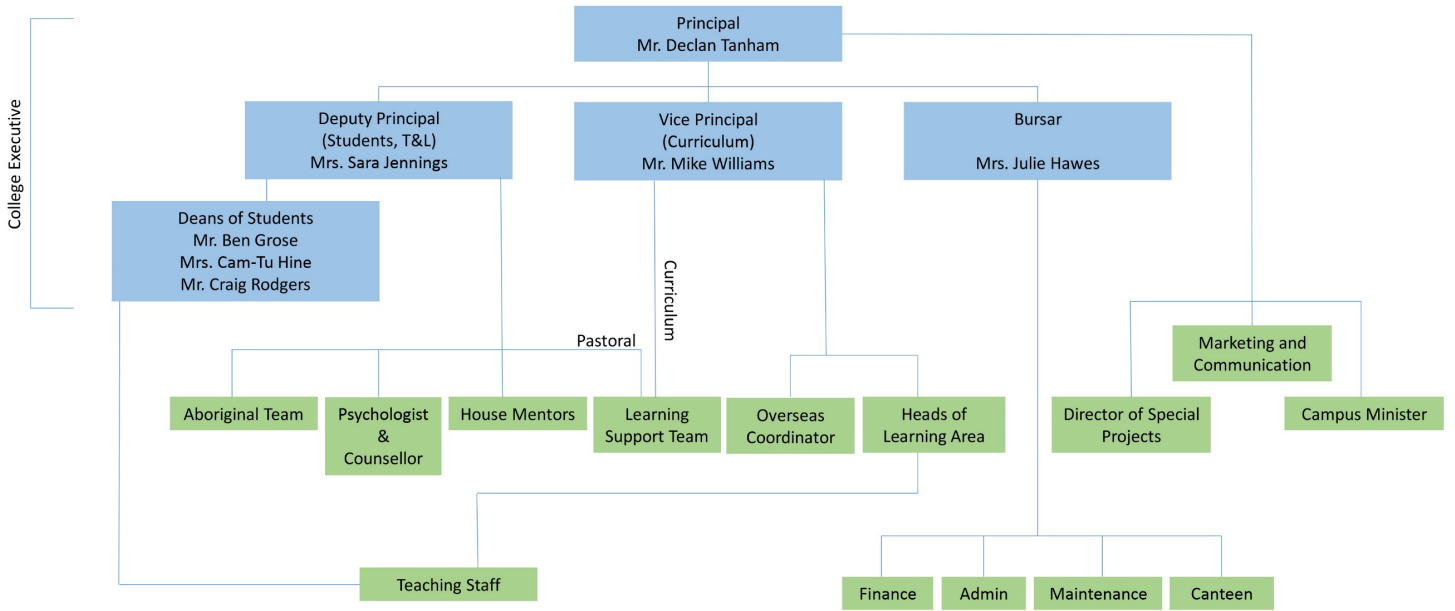 Principal
Mr. Declan Tanham
College Executive
Deputy Principal
(Students, T&L)
Mrs. Sara Jennings
Vice Principal
(Curriculum)
Mr. Mike Williams
Bursar
Mrs. Julie Hawes
Deans of Students
Mr. Ben Grose
Mrs. Cam-Tu Hine
Mr. Craig Rodgers
Curriculum
Pastoral
Marketing and
Communication
Aboriginal Team
Psychologist
&
Counsellor
House Mentors
Learning
Support Team
Overseas
Coordinator
Heads of
Learning Area
Director of Special
Projects
Campus Minister
Teaching Staff
Finance
Admin
Maintenance
Canteen